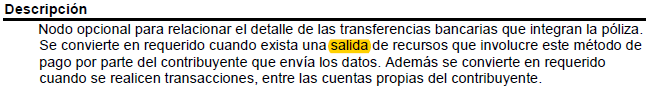 Descripción
Nodo opcional para relacionar el detalle de las transferencias bancarias que integran la póliza.
Se convierte en requerido cuando exista una salida de recursos que involucre este método de
pago por parte del contribuyente que envía los datos. Además se convierte en requerido
cuando se realicen transacciones, entre las cuentas propias del contribuyente.